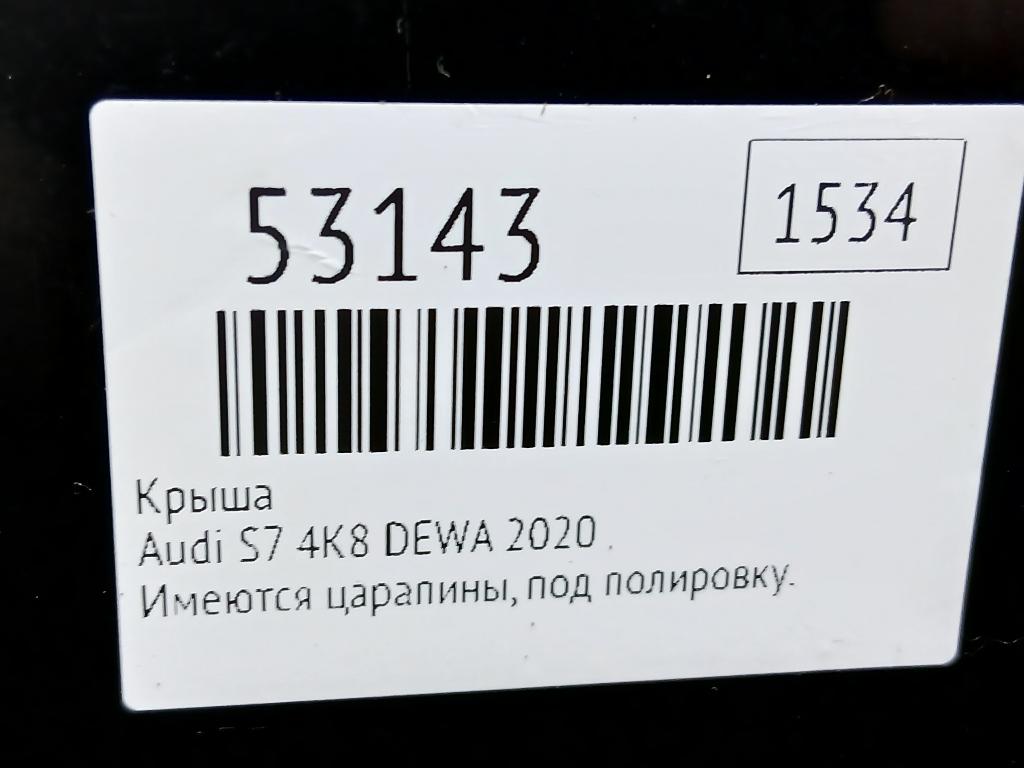 53143
1534
Крыша
Audi S7 4K8 DEWA 2020
Имеются царапины, под полировку.